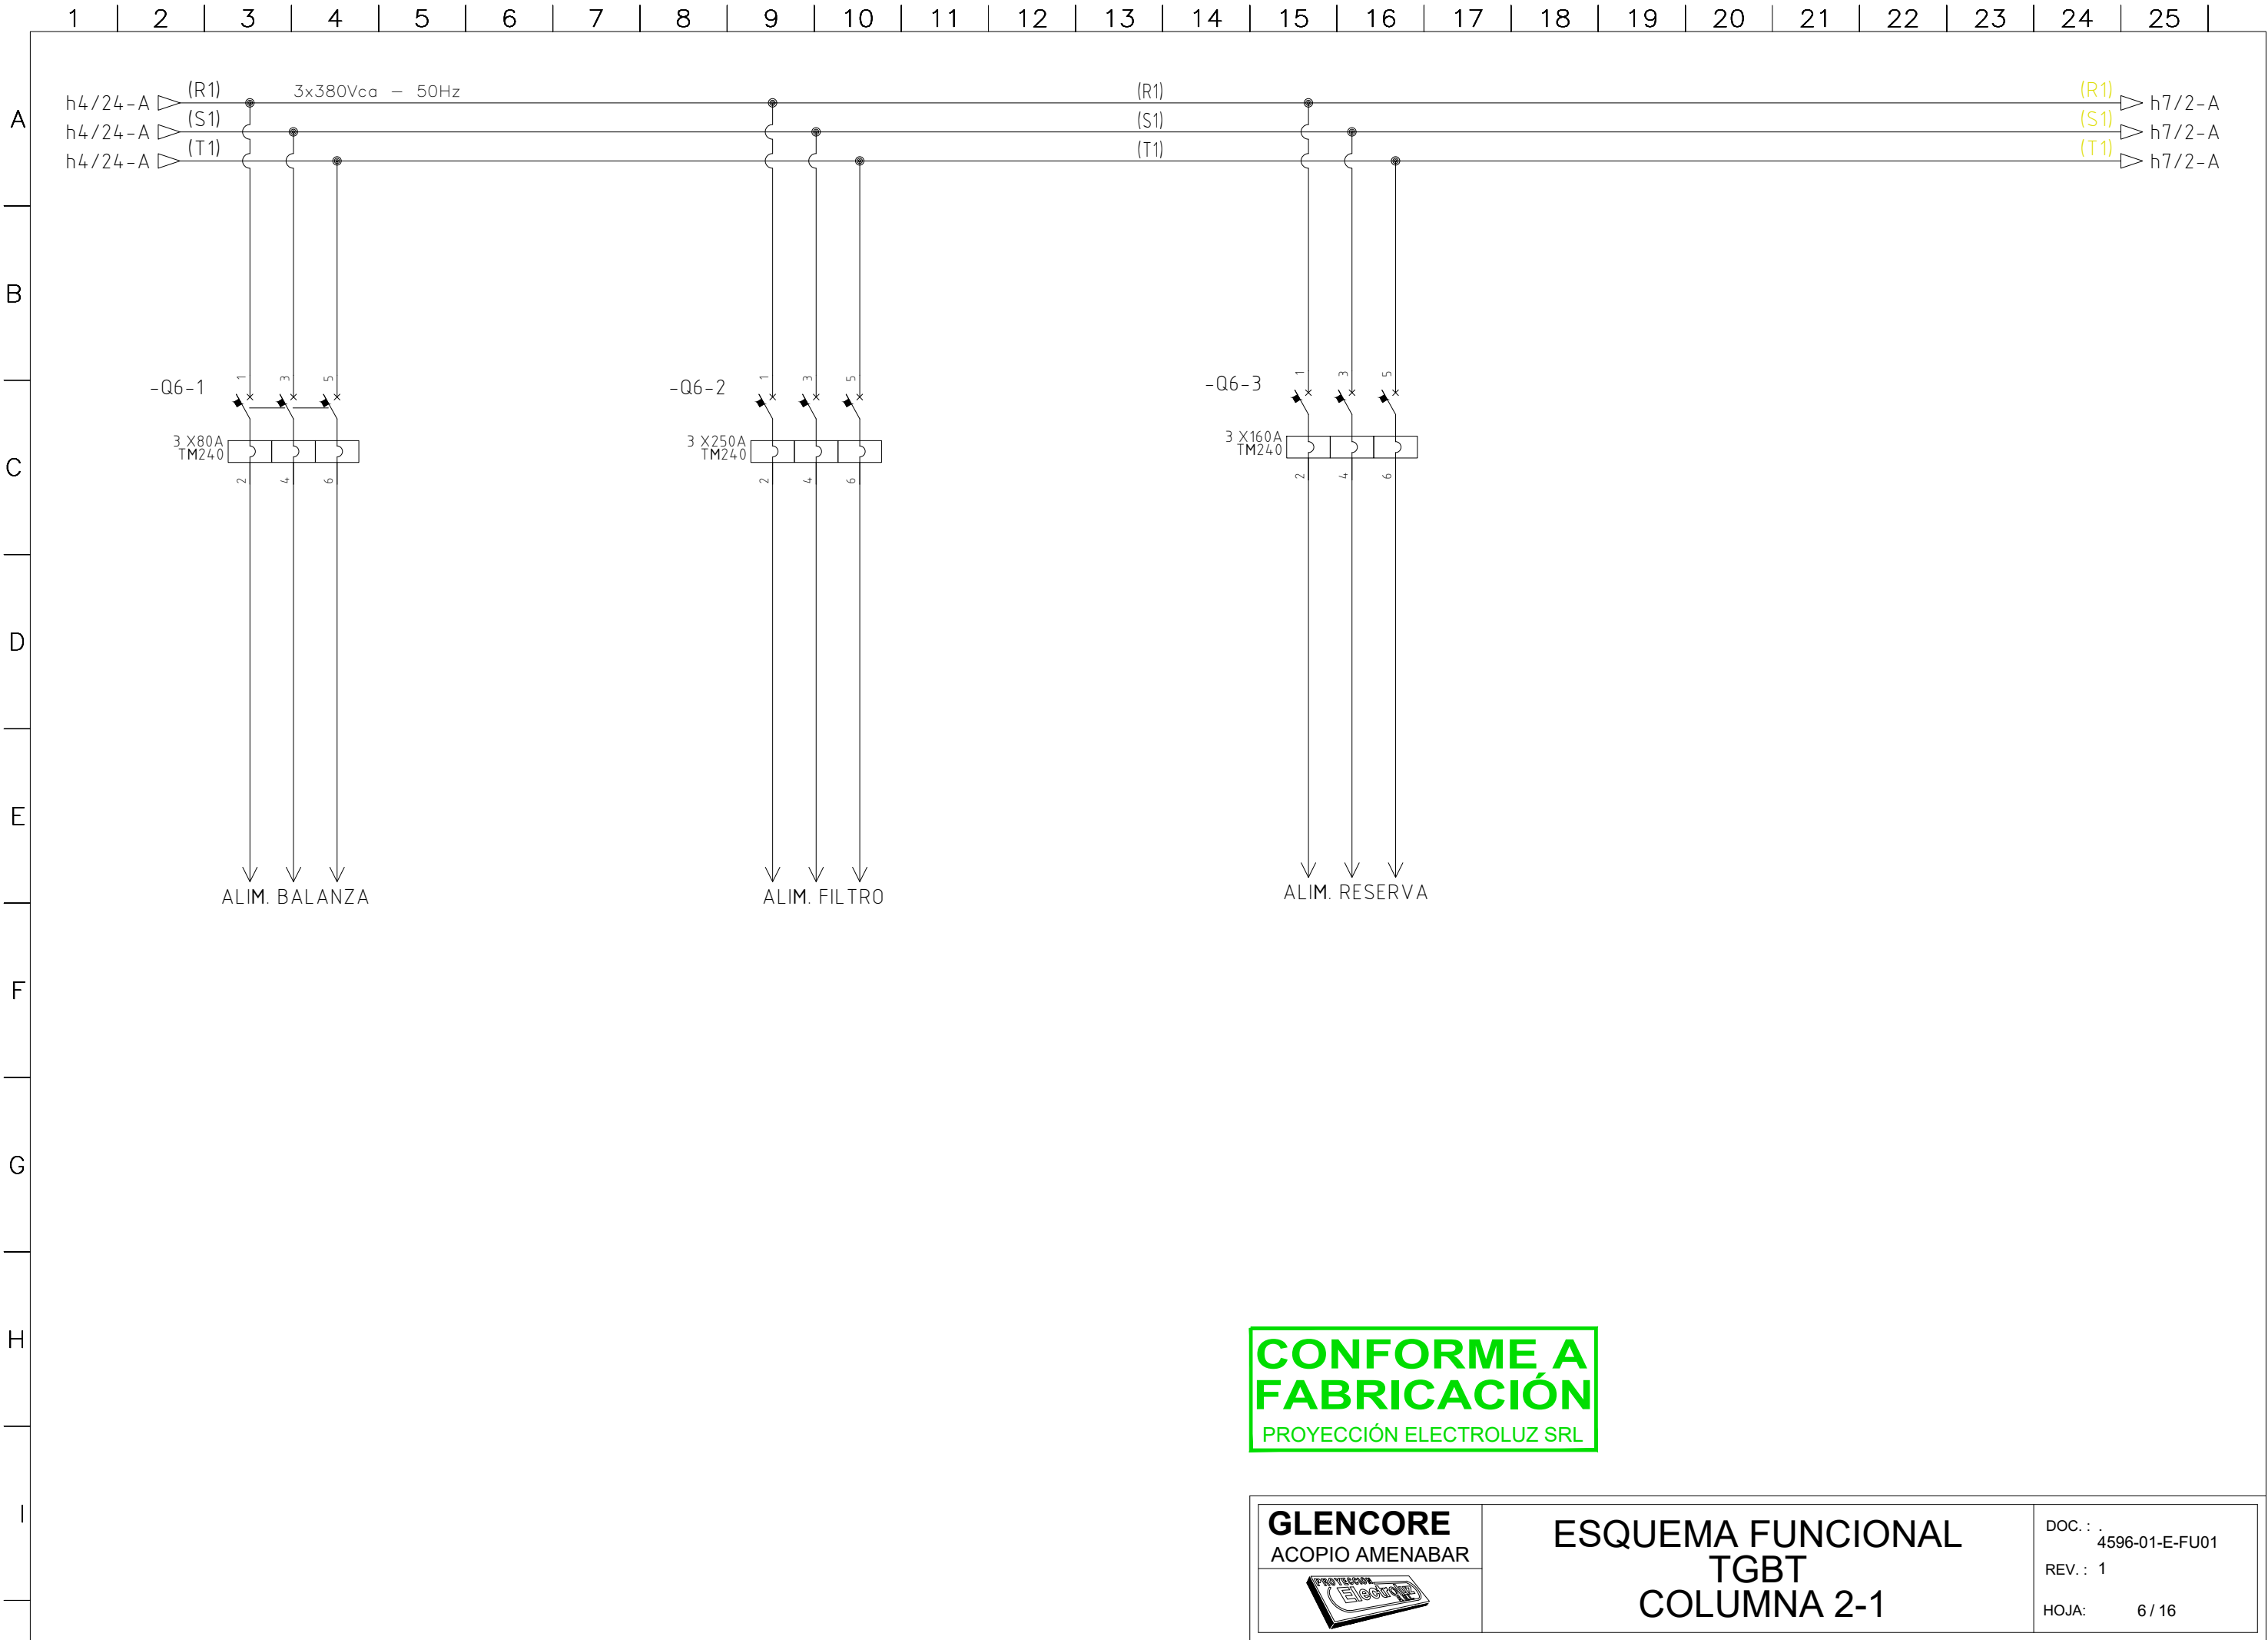 1 2 3 4 5 6 7 8 9 10 11 12 13 14 15 16 17 18 19 20 21 22 23 24 25
A
B
C
D
E
F
G
H
I
h4/24-A (R1) 3x380Vca – 50Hz (R1) (R1) h7/2-A
h4/24-A (S1) (S1) (S1) h7/2-A
h4/24-A (T1) (T1) (T1) h7/2-A
-Q6-1
1 3 5
3 X80A
TM240
2 4 6
ALIM. BALANZA
-Q6-2
1 3 5
3 X250A
TM240
2 4 6
ALIM. FILTRO
-Q6-3
1 3 5
3 X160A
TM240
2 4 6
ALIM. RESERVA
CONFORME A
FABRICACIÓN
PROYECCIÓN ELECTROLUZ SRL
GLENCORE
ACOPIO AMENABAR
PROYECCION
Electroluz
SRL
ESQUEMA FUNCIONAL
TGBT
COLUMNA 2-1
DOC. : .
4596-01-E-FU01
REV. : 1
HOJA: 6 / 16